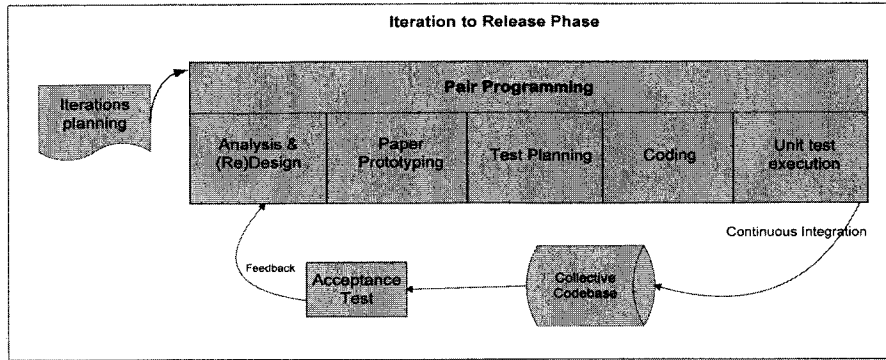 Iteration to Release Phase
Pair Programming
Iterations
planning
Analysis &
(Re)Design
Paper
Prototyping
Test Planning
Coding
Unit test
execution
Continuous Integration
Feedback
Acceptance
Test
Collective
Codebase